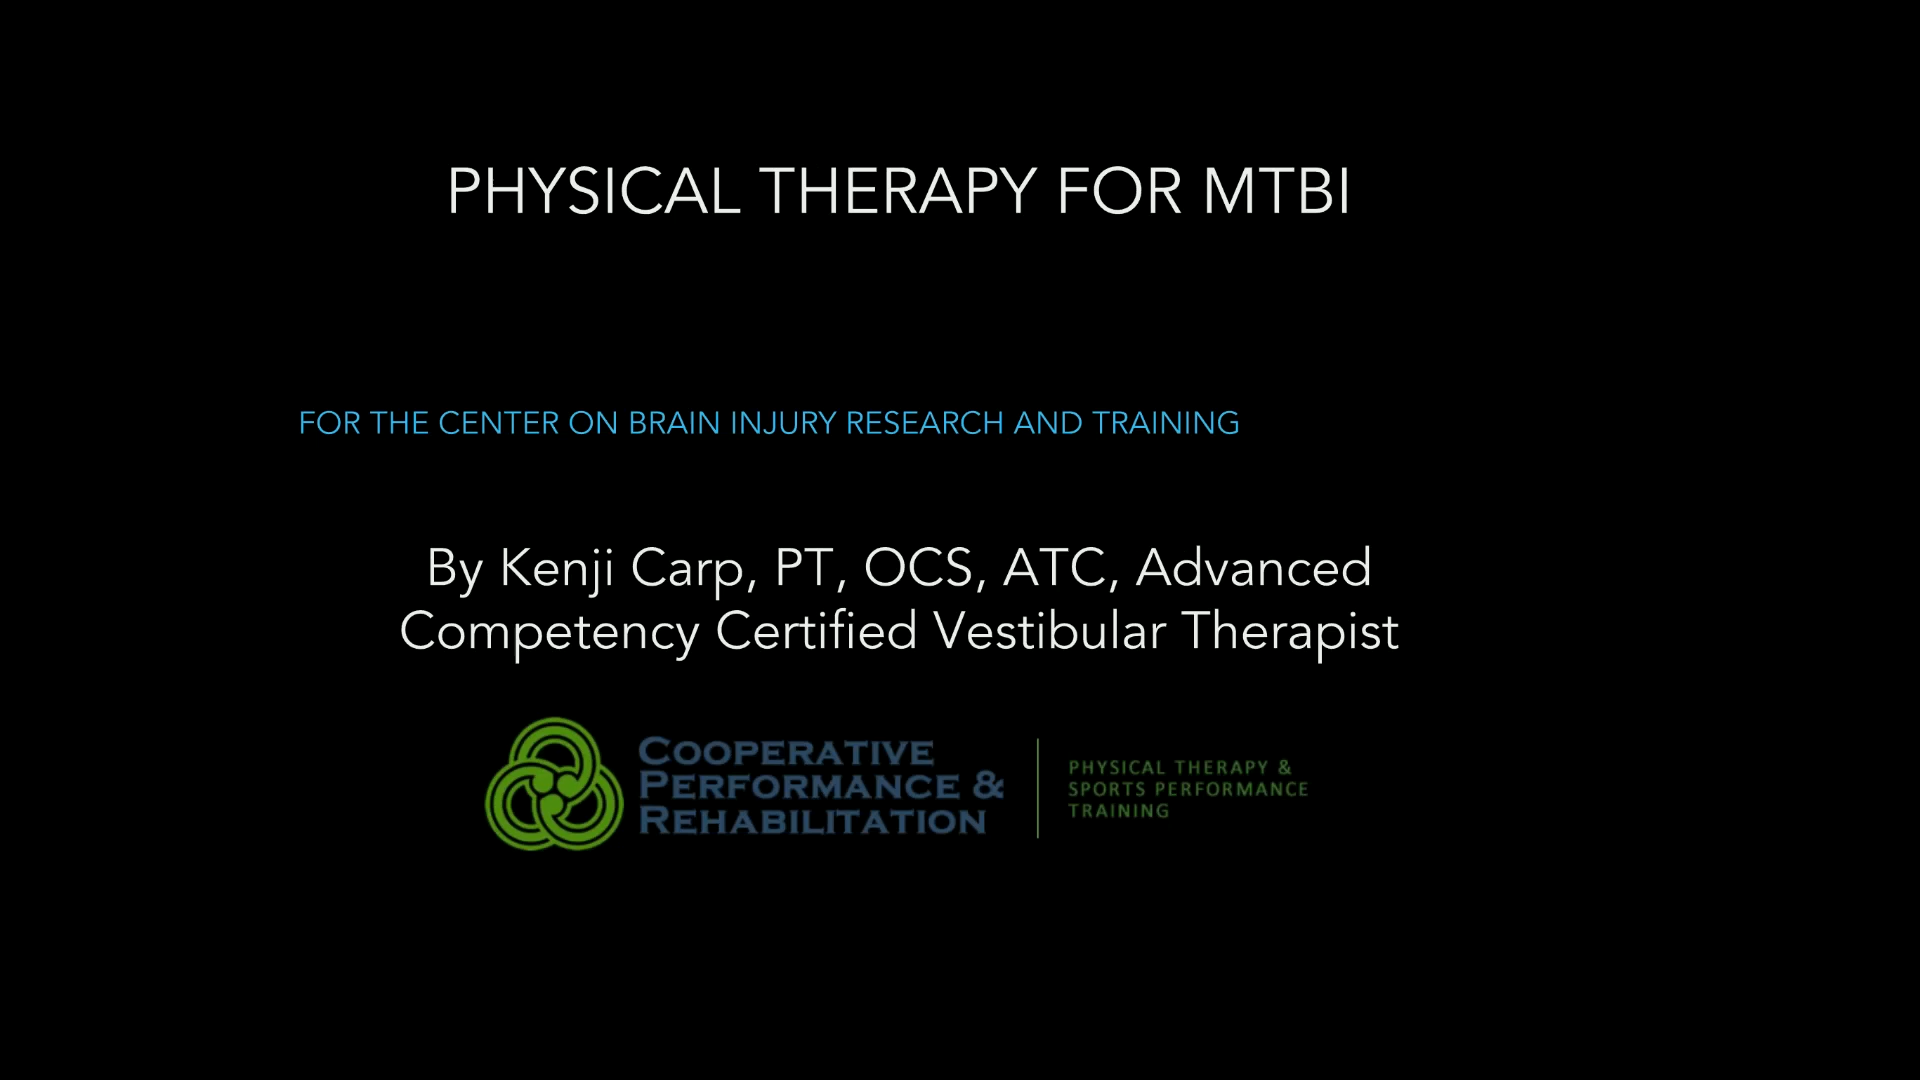 PHYSICAL THERAPY FOR MTBI
FOR THE CENTER ON BRAIN INJURY RESEARCH AND TRAINING
By Kenji Carp, PT, OCS, ATC, Advanced
Competency Certified Vestibular Therapist
COOPERATIVE
PERFORMANCE &
REHABILITATION
PHYSICAL THERAPY &
SPORTS PERFORMANCE
TRAINING